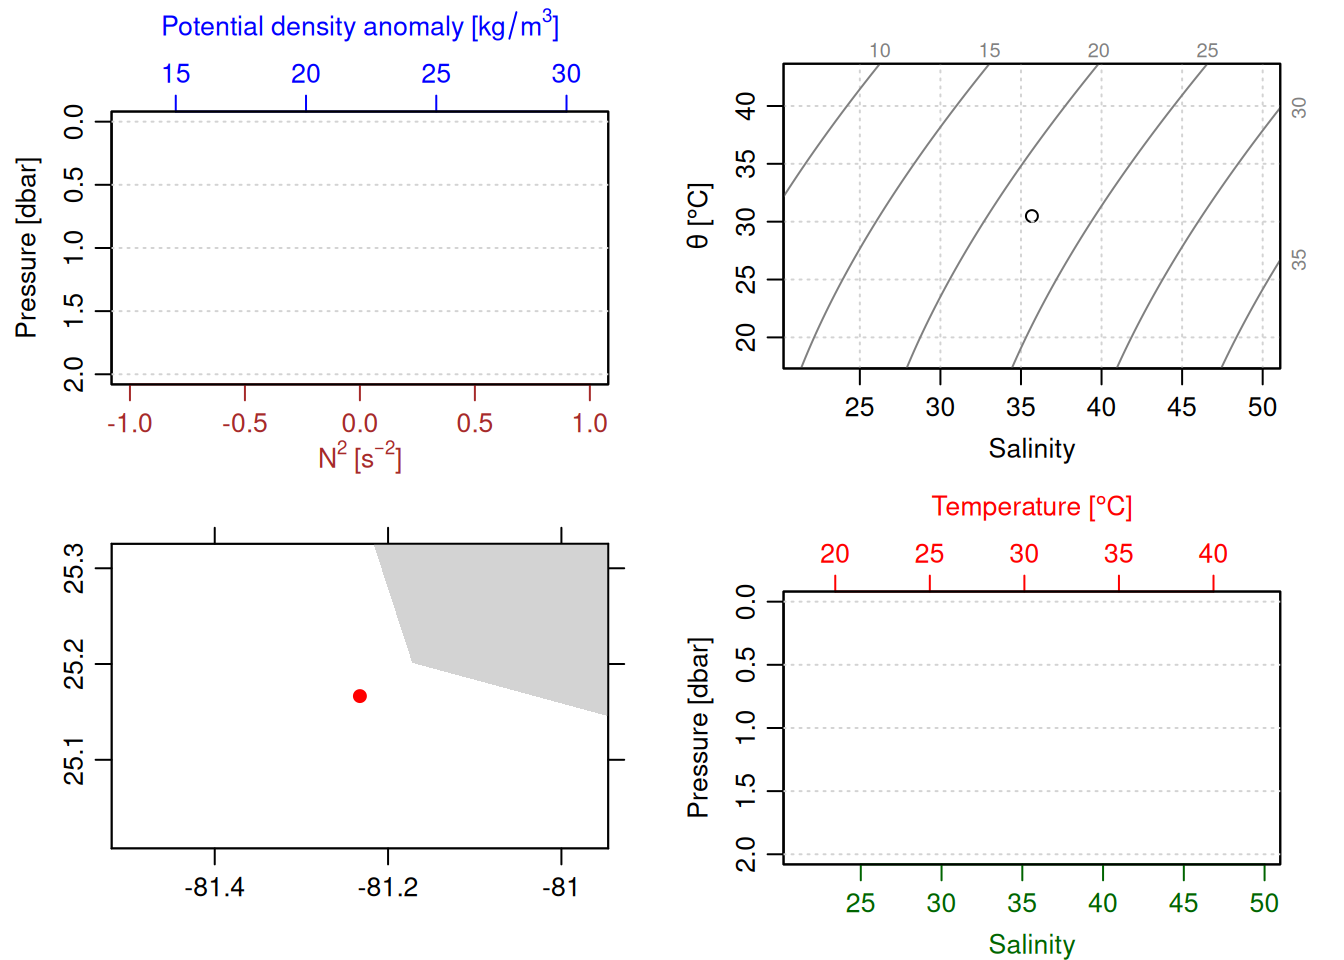 Potential density anomaly [kg/m³]
15 20 25 30
Pressure [dbar]
0.0 0.5 1.0 1.5 2.0
-1.0 -0.5 0.0 0.5 1.0
N² [s⁻²]
10 15 20 25
30
35
θ [°C]
40 35 30 25 20
25 30 35 40 45 50
Salinity
25.3 25.2 25.1
-81.4 -81.2 -81
Temperature [°C]
20 25 30 35 40
Pressure [dbar]
0.0 0.5 1.0 1.5 2.0
25 30 35 40 45 50
Salinity